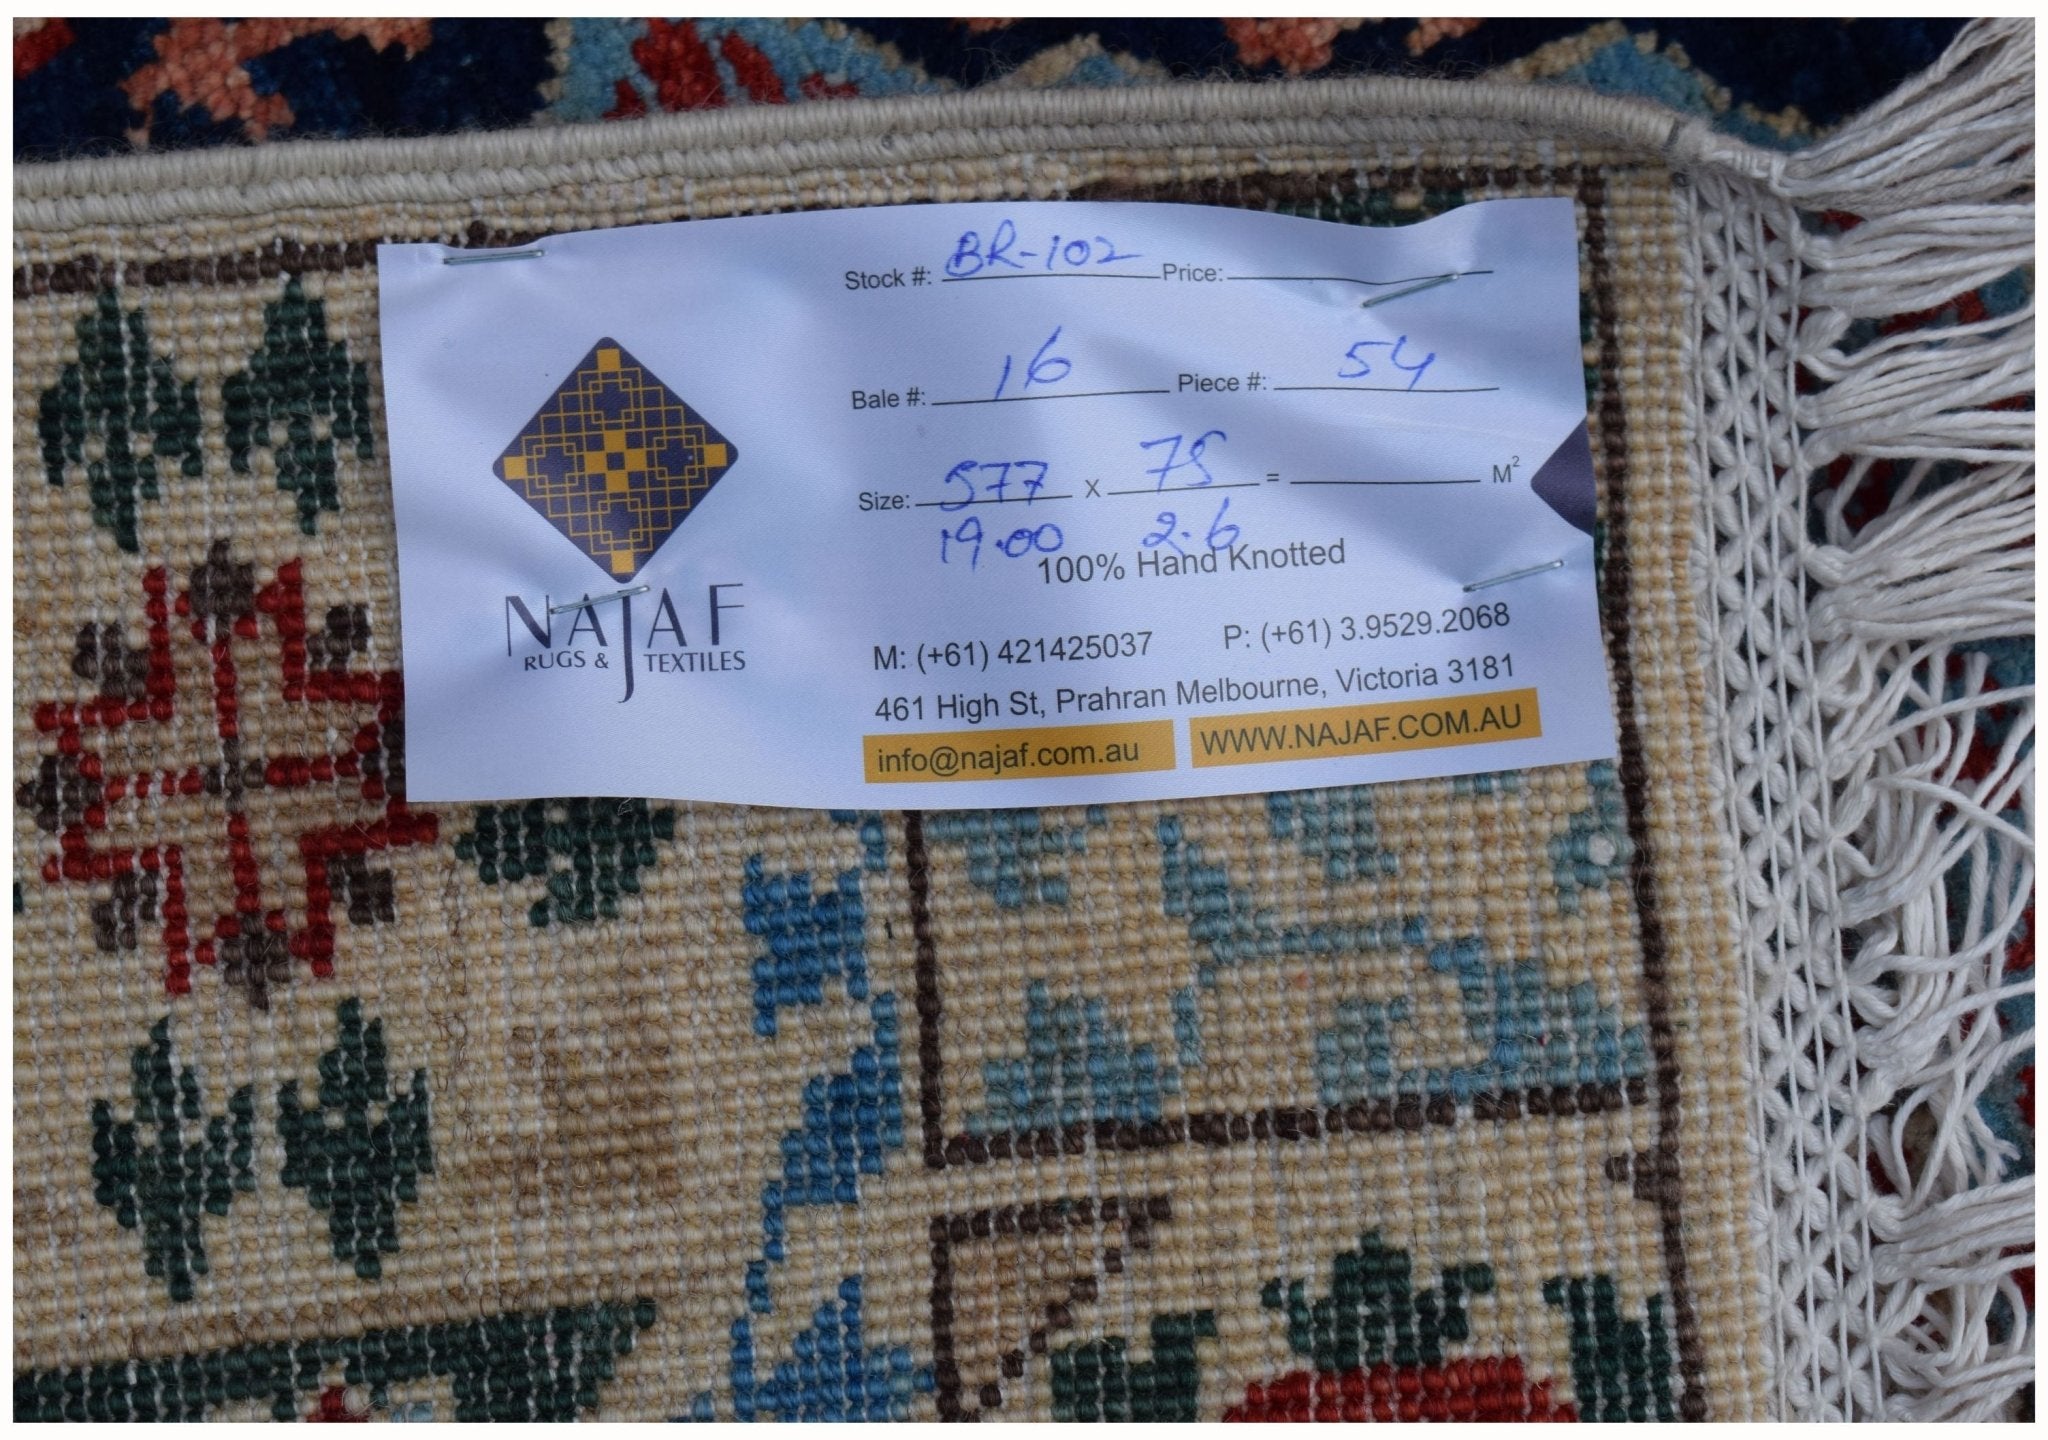 Stock #: BR-102 Price:
Bale #: 16 Piece #: 54
Size: 577 x 75 = M²
19.00 2.6
100% Hand Knotted
NAJAF
RUGS & TEXTILES
M: (+61) 421425037 P: (+61) 3.9529.2068
461 High St, Prahran Melbourne, Victoria 3181
info@najaf.com.au WWW.NAJAF.COM.AU